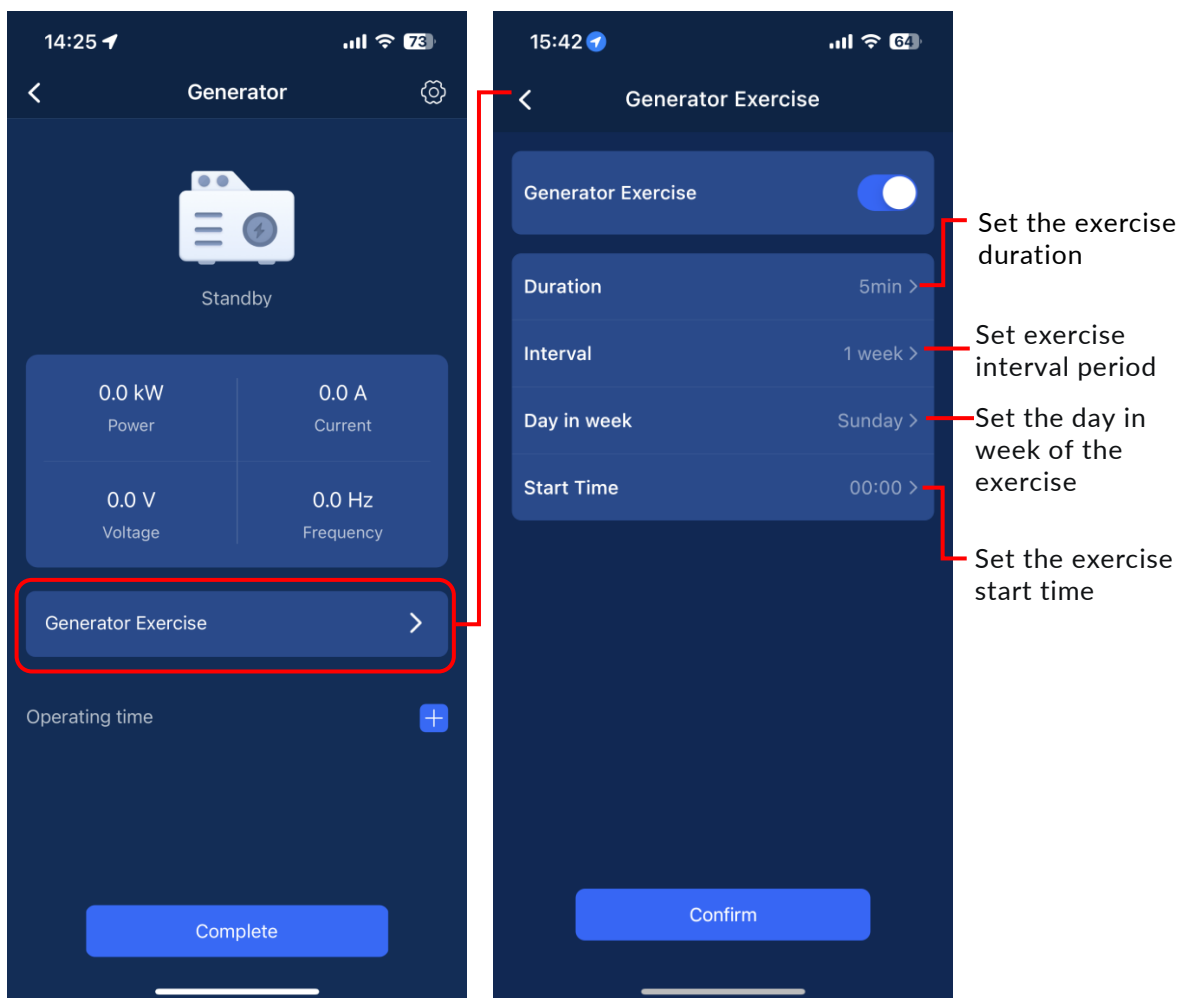 14:25
73
Generator
Standby
0.0 kW
0.0 A
Power
Current
0.0 V
0.0 Hz
Voltage
Frequency
Generator Exercise
Operating time
Complete
15:42
64
Generator Exercise
Generator Exercise
Duration
5min
Interval
1 week
Day in week
Sunday
Start Time
00:00
Confirm
Set the exercise
duration
Set exercise
interval period
Set the day in
week of the
exercise
Set the exercise
start time